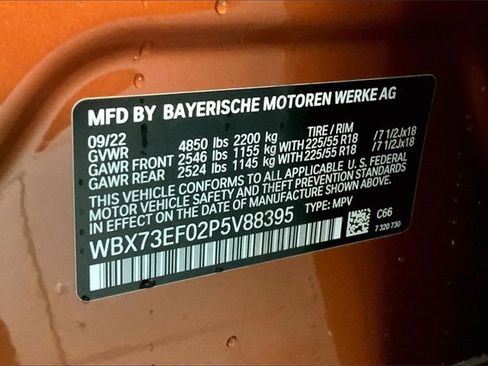 MFD BY BAYERISCHE MOTOREN WERKE AG
09/22 TIRE / RIM
GVWR 4850 lbs 2200 kg
GAWR FRONT 2546 lbs 1155 kg WITH 225/55 R18 / 7 1/2Jx18
GAWR REAR 2524 lbs 1145 kg WITH 225/55 R18 / 7 1/2Jx18
THIS VEHICLE CONFORMS TO ALL APPLICABLE U.S. FEDERAL
MOTOR VEHICLE SAFETY AND THEFT PREVENTION STANDARDS
IN EFFECT ON THE DATE OF MANUFACTURE SHOWN ABOVE.
WBX73EF02P5V88395 TYPE: MPV
C66
7 320 730